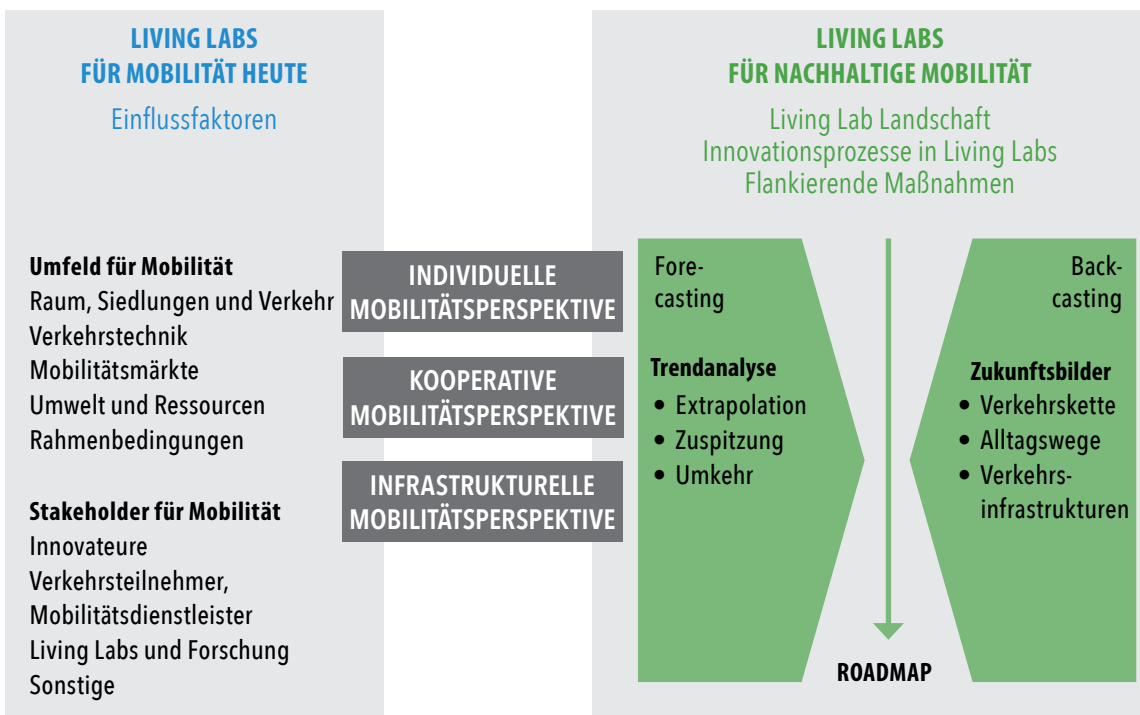 LIVING LABS
FÜR MOBILITÄT HEUTE
Einflussfaktoren
Umfeld für Mobilität
Raum, Siedlungen und Verkehr
Verkehrstechnik
Mobilitätsmärkte
Umwelt und Ressourcen
Rahmenbedingungen
Stakeholder für Mobilität
Innovateure
Verkehrsteilnehmer,
Mobilitätsdienstleister
Living Labs und Forschung
Sonstige
INDIVIDUELLE
MOBILITÄTSPERSPEKTIVE
KOOPERATIVE
MOBILITÄTSPERSPEKTIVE
INFRASTRUKTURELLE
MOBILITÄTSPERSPEKTIVE
LIVING LABS
FÜR NACHHALTIGE MOBILITÄT
Living Lab Landschaft
Innovationsprozesse in Living Labs
Flankierende Maßnahmen
Fore-
casting
Trendanalyse
• Extrapolation
• Zuspitzung
• Umkehr
Back-
casting
Zukunftsbilder
• Verkehrskette
• Alltagswege
• Verkehrs-
infrastrukturen
ROADMAP